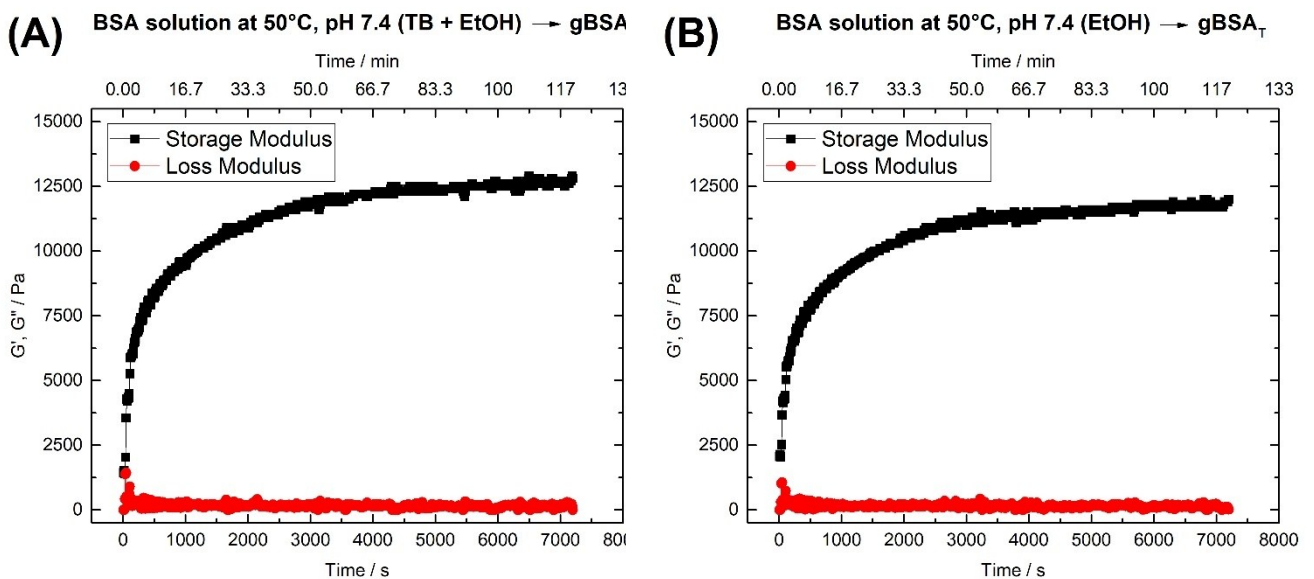 (A) BSA solution at 50°C, pH 7.4 (TB + EtOH) → gBSA
Time / min
0.00 16.7 33.3 50.0 66.7 83.3 100 117 13
15000
Storage Modulus
Loss Modulus
12500
10000
7500
5000
2500
0
G', G'' / Pa
0 1000 2000 3000 4000 5000 6000 7000 8000
Time / s
(B) BSA solution at 50°C, pH 7.4 (EtOH) → gBSA_T
Time / min
0.00 16.7 33.3 50.0 66.7 83.3 100 117 133
15000
Storage Modulus
Loss Modulus
12500
10000
7500
5000
2500
0
G', G'' / Pa
0 1000 2000 3000 4000 5000 6000 7000 8000
Time / s